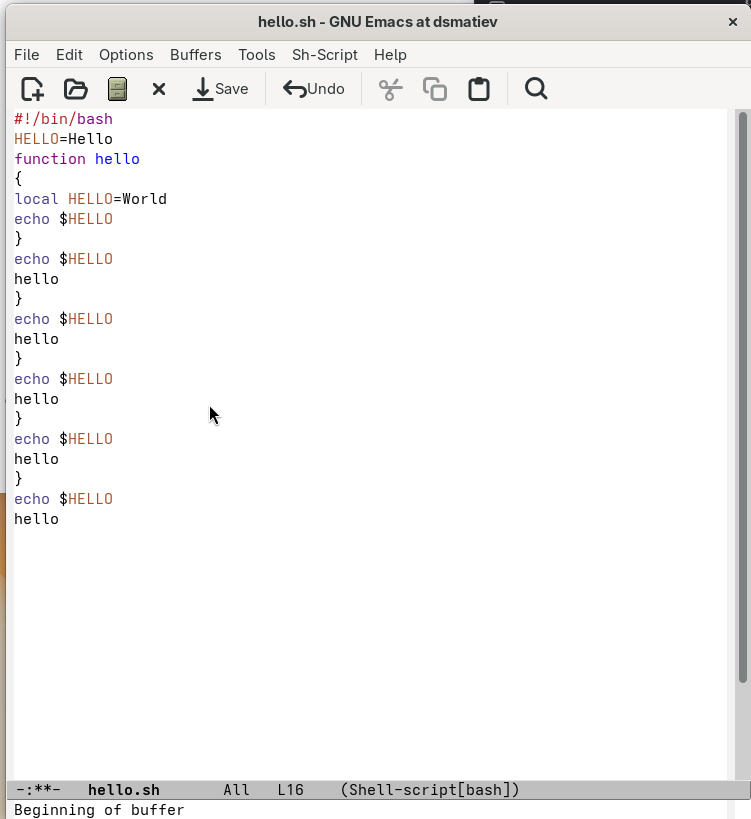 hello.sh - GNU Emacs at dsmatiev
File Edit Options Buffers Tools Sh-Script Help
Save Undo
#!/bin/bash
HELLO=Hello
function hello
{
local HELLO=World
echo $HELLO
}
echo $HELLO
hello
}
echo $HELLO
hello
}
echo $HELLO
hello
}
echo $HELLO
hello
}
echo $HELLO
hello
-:**-   hello.sh       All   L16    (Shell-script[bash])
Beginning of buffer